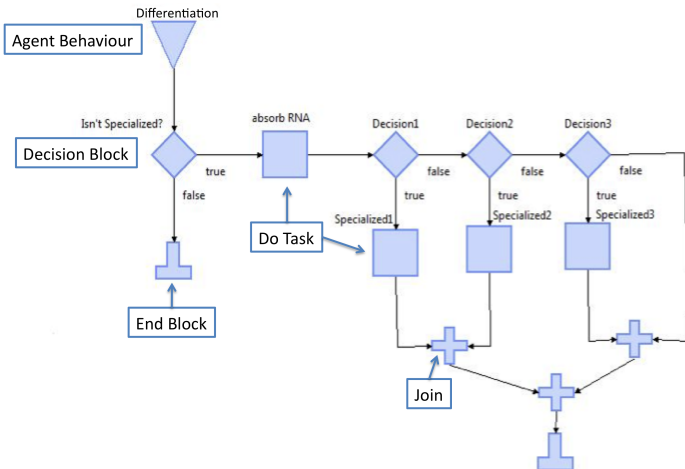 Differentiation
Agent Behaviour
Isn't Specialized?
absorb RNA
Decision1
Decision2
Decision3
Decision Block
true
false
false
false
false
true
true
true
Specialized1
Specialized2
Specialized3
Do Task
End Block
Join